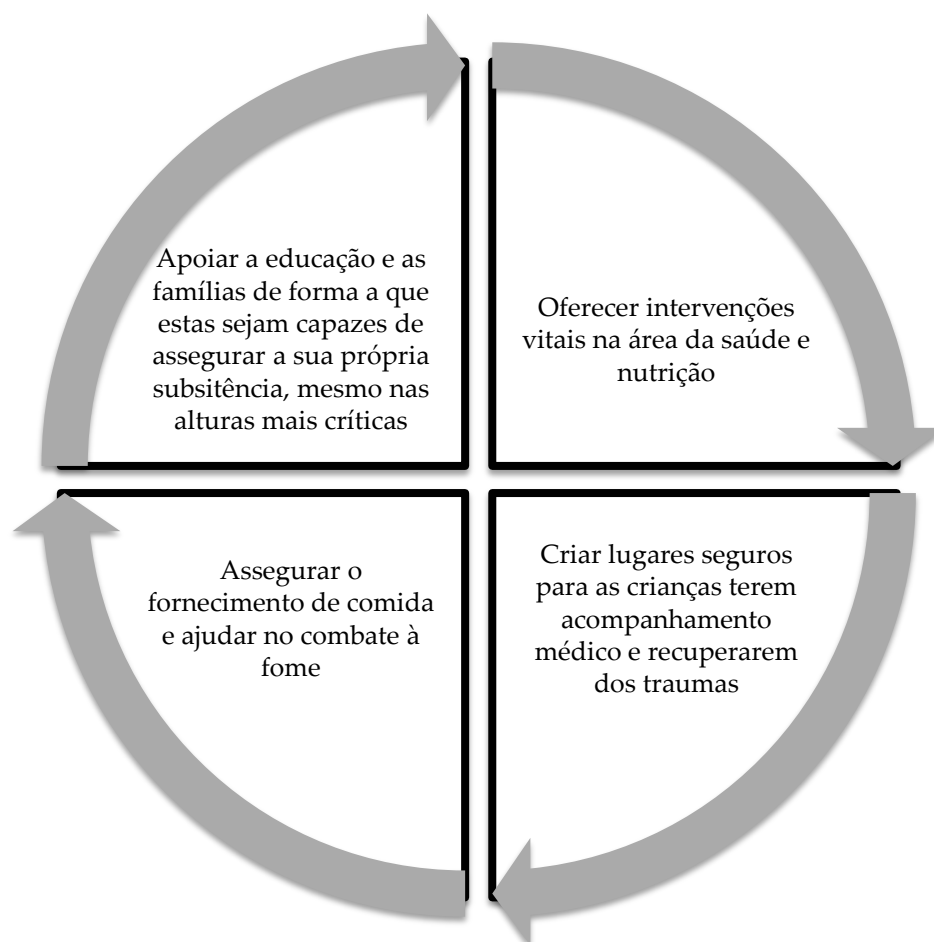 Apoiar a educação e as
famílias de forma a que
estas sejam capazes de
assegurar a sua própria
subsitência, mesmo nas
alturas mais críticas
Oferecer intervenções
vitais na área da saúde e
nutrição
Assegurar o
fornecimento de comida
e ajudar no combate à
fome
Criar lugares seguros
para as crianças terem
acompanhamento
médico e recuperarem
dos traumas